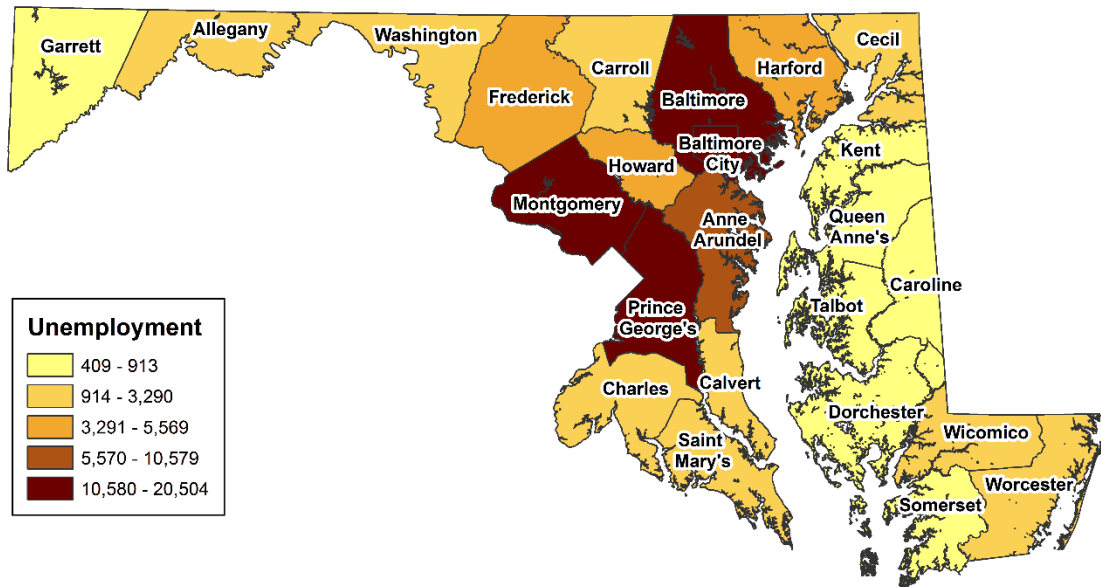 Garrett
Allegany
Washington
Frederick
Carroll
Baltimore
Harford
Cecil
Baltimore
City
Kent
Howard
Montgomery
Anne
Arundel
Queen
Anne's
Caroline
Talbot
Prince
George's
Charles
Calvert
Dorchester
Saint
Mary's
Wicomico
Worcester
Somerset
Unemployment
409 - 913
914 - 3,290
3,291 - 5,569
5,570 - 10,579
10,580 - 20,504